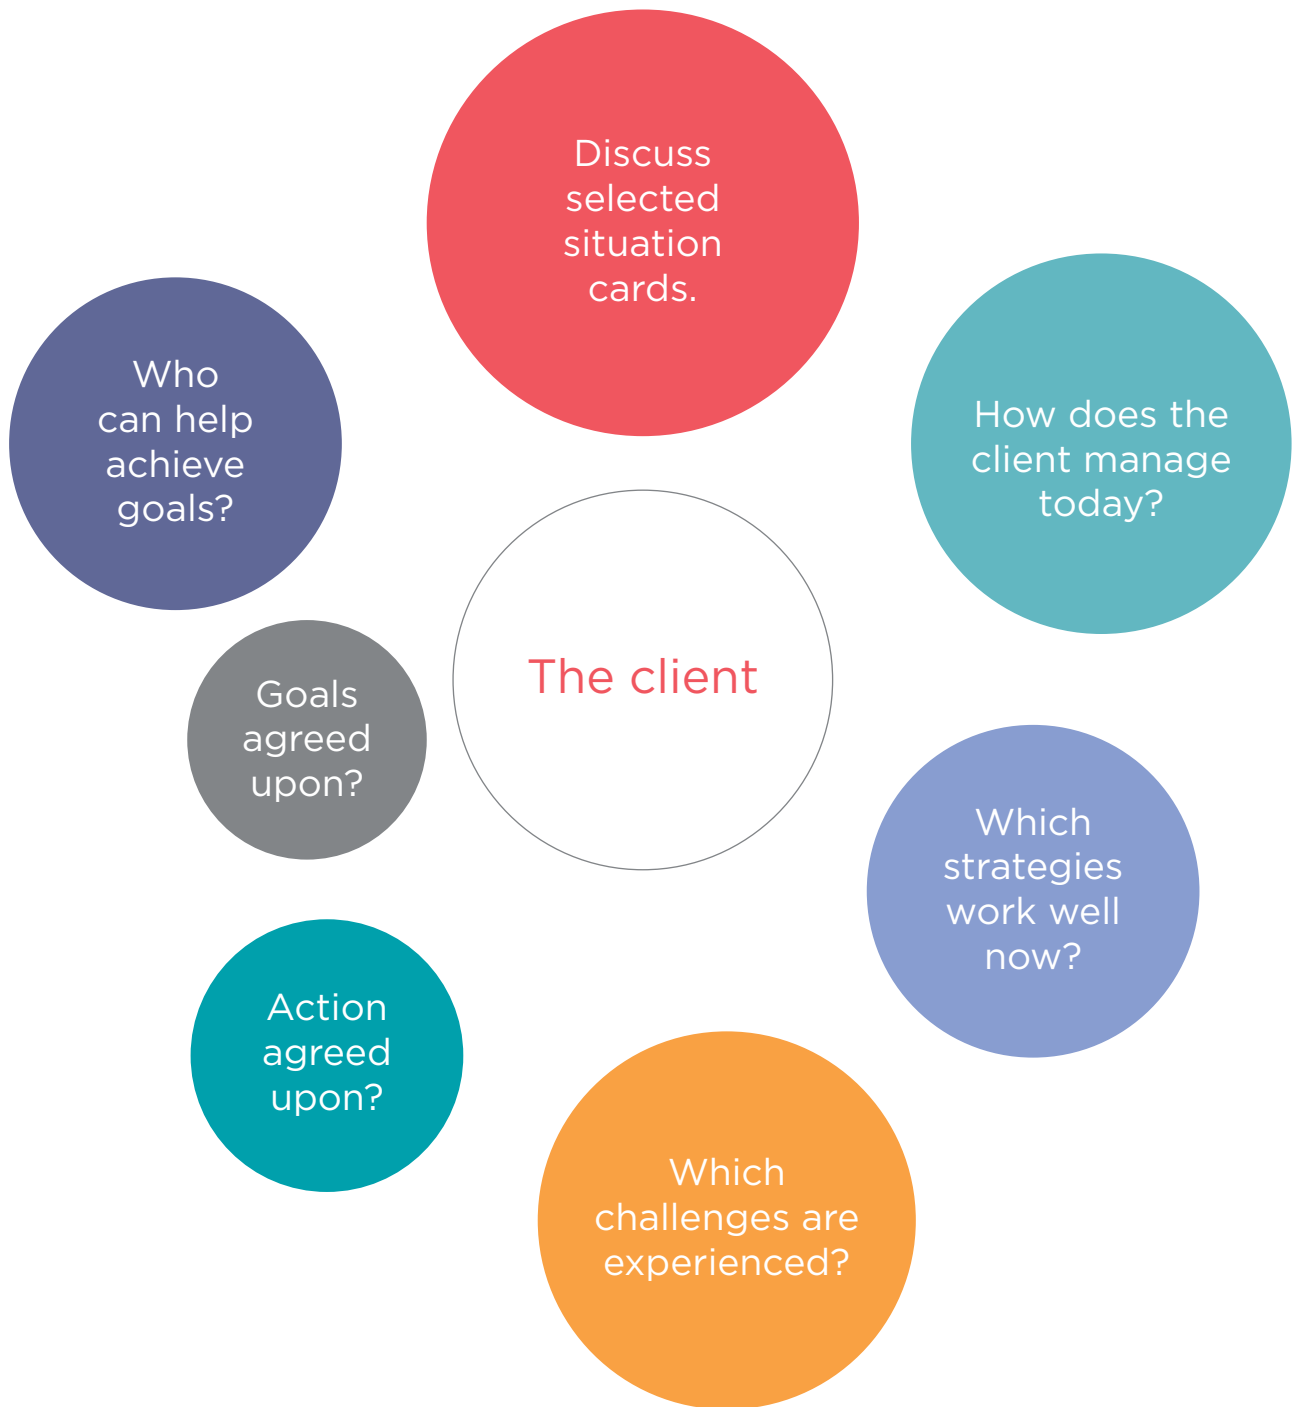 Discuss
selected
situation
cards.
How does the
client manage
today?
Which
strategies
work well
now?
Which
challenges are
experienced?
Action
agreed
upon?
Goals
agreed
upon?
Who
can help
achieve
goals?
The client